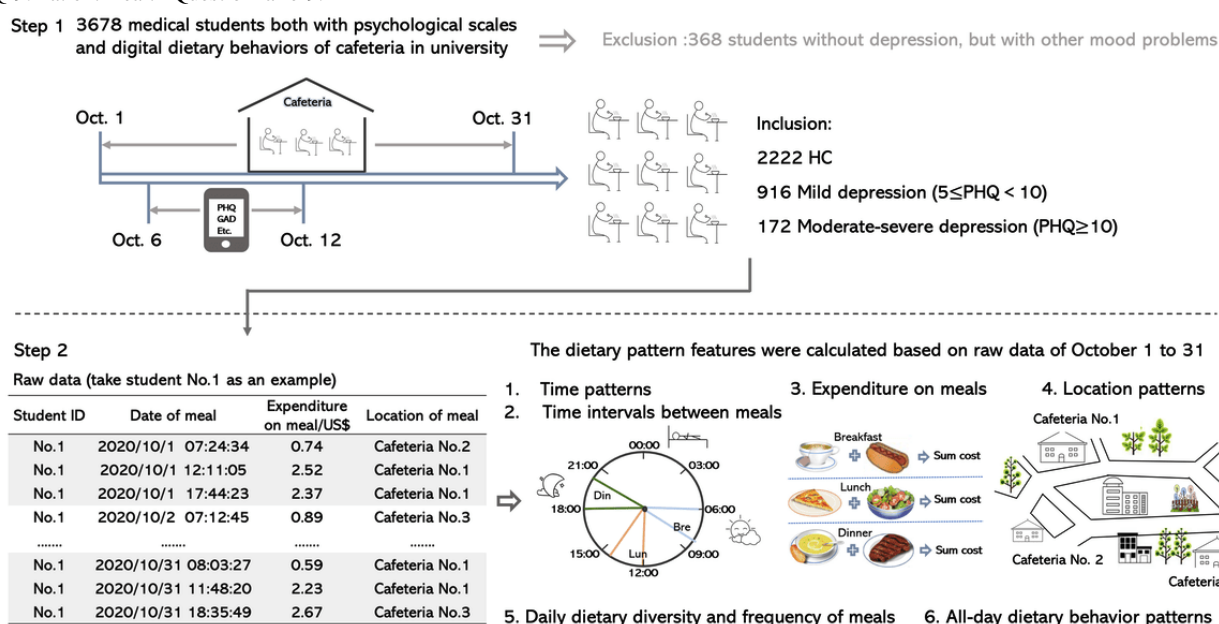 Step 1 3678 medical students both with psychological scales
and digital dietary behaviors of cafeteria in university
Exclusion :368 students without depression, but with other mood problems
Cafeteria
Oct. 1
Oct. 31
PHQ
GAD
Etc.
Oct. 6
Oct. 12
Inclusion:
2222 HC
916 Mild depression (5≤PHQ < 10)
172 Moderate-severe depression (PHQ≥10)
Step 2
Raw data (take student No.1 as an example)
Student ID Date of meal Expenditure on meal/US$ Location of meal
No.1 2020/10/1 07:24:34 0.74 Cafeteria No.2
No.1 2020/10/1 12:11:05 2.52 Cafeteria No.1
No.1 2020/10/1 17:44:23 2.37 Cafeteria No.1
No.1 2020/10/2 07:12:45 0.89 Cafeteria No.3
....... ....... ....... .......
No.1 2020/10/31 08:03:27 0.59 Cafeteria No.1
No.1 2020/10/31 11:48:20 2.23 Cafeteria No.1
No.1 2020/10/31 18:35:49 2.67 Cafeteria No.3
The dietary pattern features were calculated based on raw data of October 1 to 31
1. Time patterns
2. Time intervals between meals
00:00
03:00
06:00
09:00
12:00
15:00
18:00
21:00
Din
Bre
Lun
3. Expenditure on meals
Breakfast
Sum cost
Lunch
Sum cost
Dinner
Sum cost
4. Location patterns
Cafeteria No.1
Cafeteria No. 2
Cafeteria
5. Daily dietary diversity and frequency of meals
6. All-day dietary behavior patterns